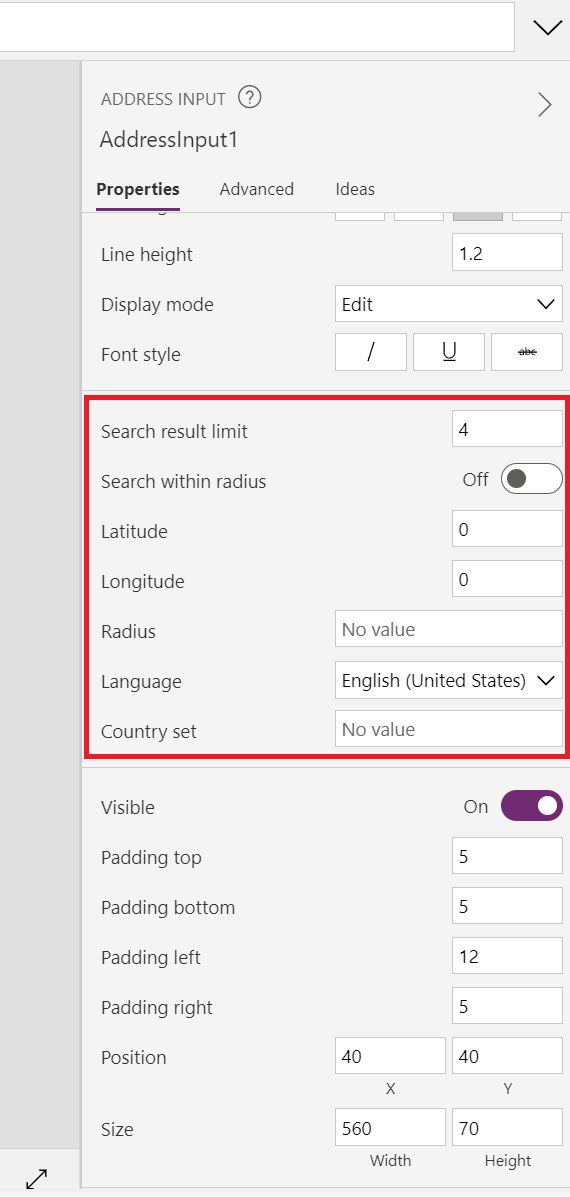 ADDRESS INPUT ?
AddressInput1
Properties Advanced Ideas
Line height 1.2
Display mode Edit
Font style / U abc
Search result limit 4
Search within radius Off
Latitude 0
Longitude 0
Radius No value
Language English (United States)
Country set No value
Visible On
Padding top 5
Padding bottom 5
Padding left 12
Padding right 5
Position 40 40
X Y
Size 560 70
Width Height